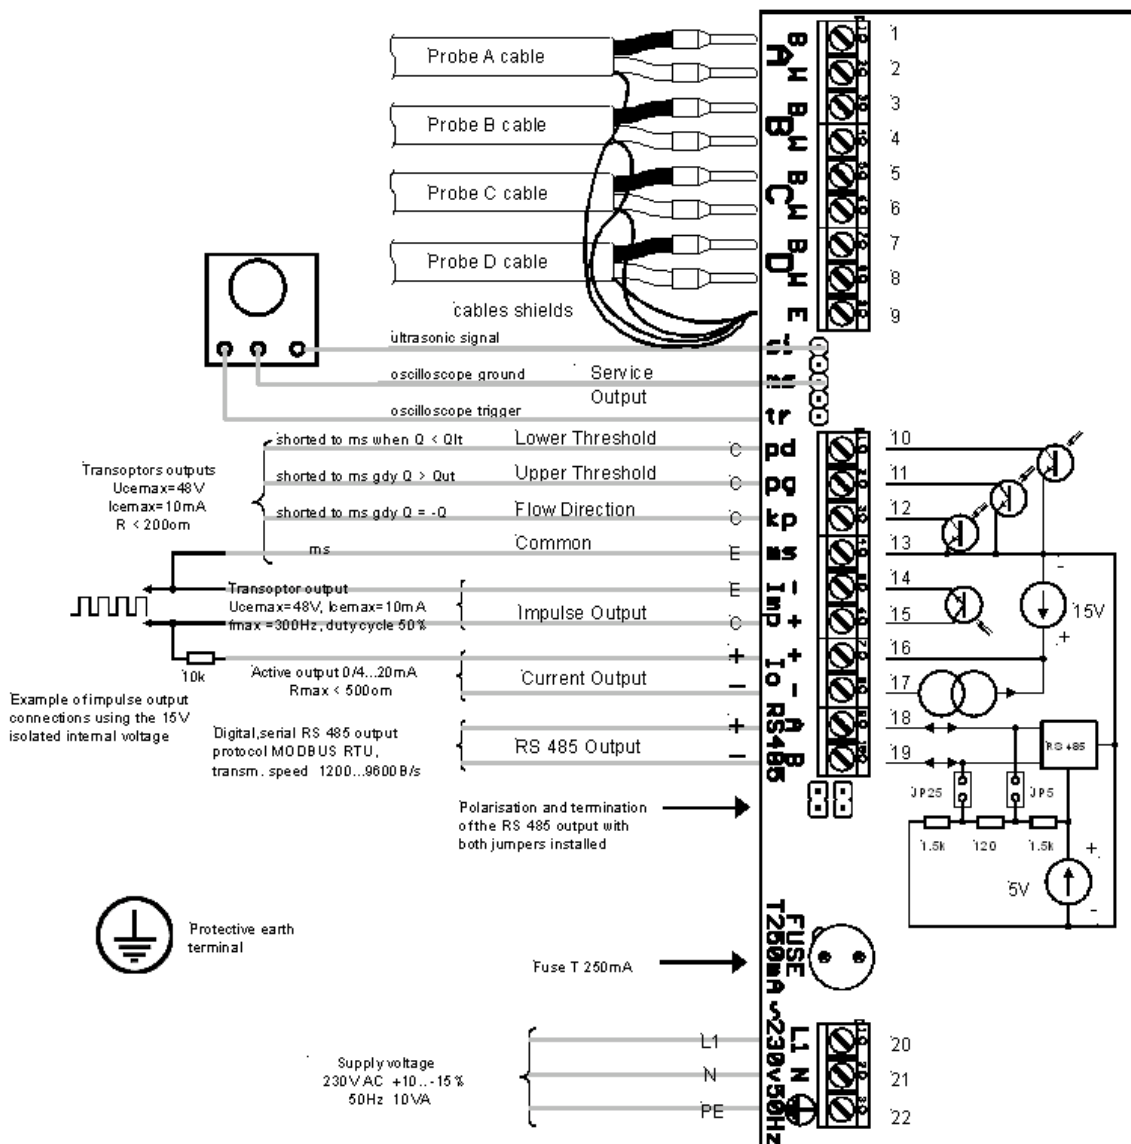 Probe A cable
Probe B cable
Probe C cable
Probe D cable
cables shields
A
B
W
B
B
W
C
B
W
D
B
W
E
1
2
3
4
5
6
7
8
9
ultrasonic signal
oscilloscope ground
Service
Output
oscilloscope trigger
tr
Transoptors outputs
Ucemax=48V
Icemax=10mA
R < 200om
shorted to ms when Q < Qlt
Lower Threshold
C
pd
10
shorted to ms gdy Q > Qut
Upper Threshold
C
pg
11
shorted to ms gdy Q = -Q
Flow Direction
C
kp
12
ms
Common
E
ms
13
Transoptor output
Ucemax=48V, Icemax=10mA
fmax =300Hz, duty cycle 50%
Impulse Output
E
C
Imp
-
+
14
15
15V
-
+
10k
Example of impulse output
connections using the 15V
isolated internal voltage
Active output 0/4...20mA
Rmax < 500om
Current Output
+
-
Io
+
-
16
17
Digital,serial RS 485 output
protocol MODBUS RTU,
transm. speed 1200...9600B/s
RS 485 Output
+
-
RS485
A
B
18
19
RS 485
JP25
JP5
1.5k
120
1.5k
5V
+
-
Polarisation and termination
of the RS 485 output with
both jumpers installed
Protective earth
terminal
Fuse T 250mA
FUSE
T250mA ~230v50Hz
Supply voltage
230V AC +10...-15%
50Hz 10VA
L1
N
PE
L1
N
20
21
22